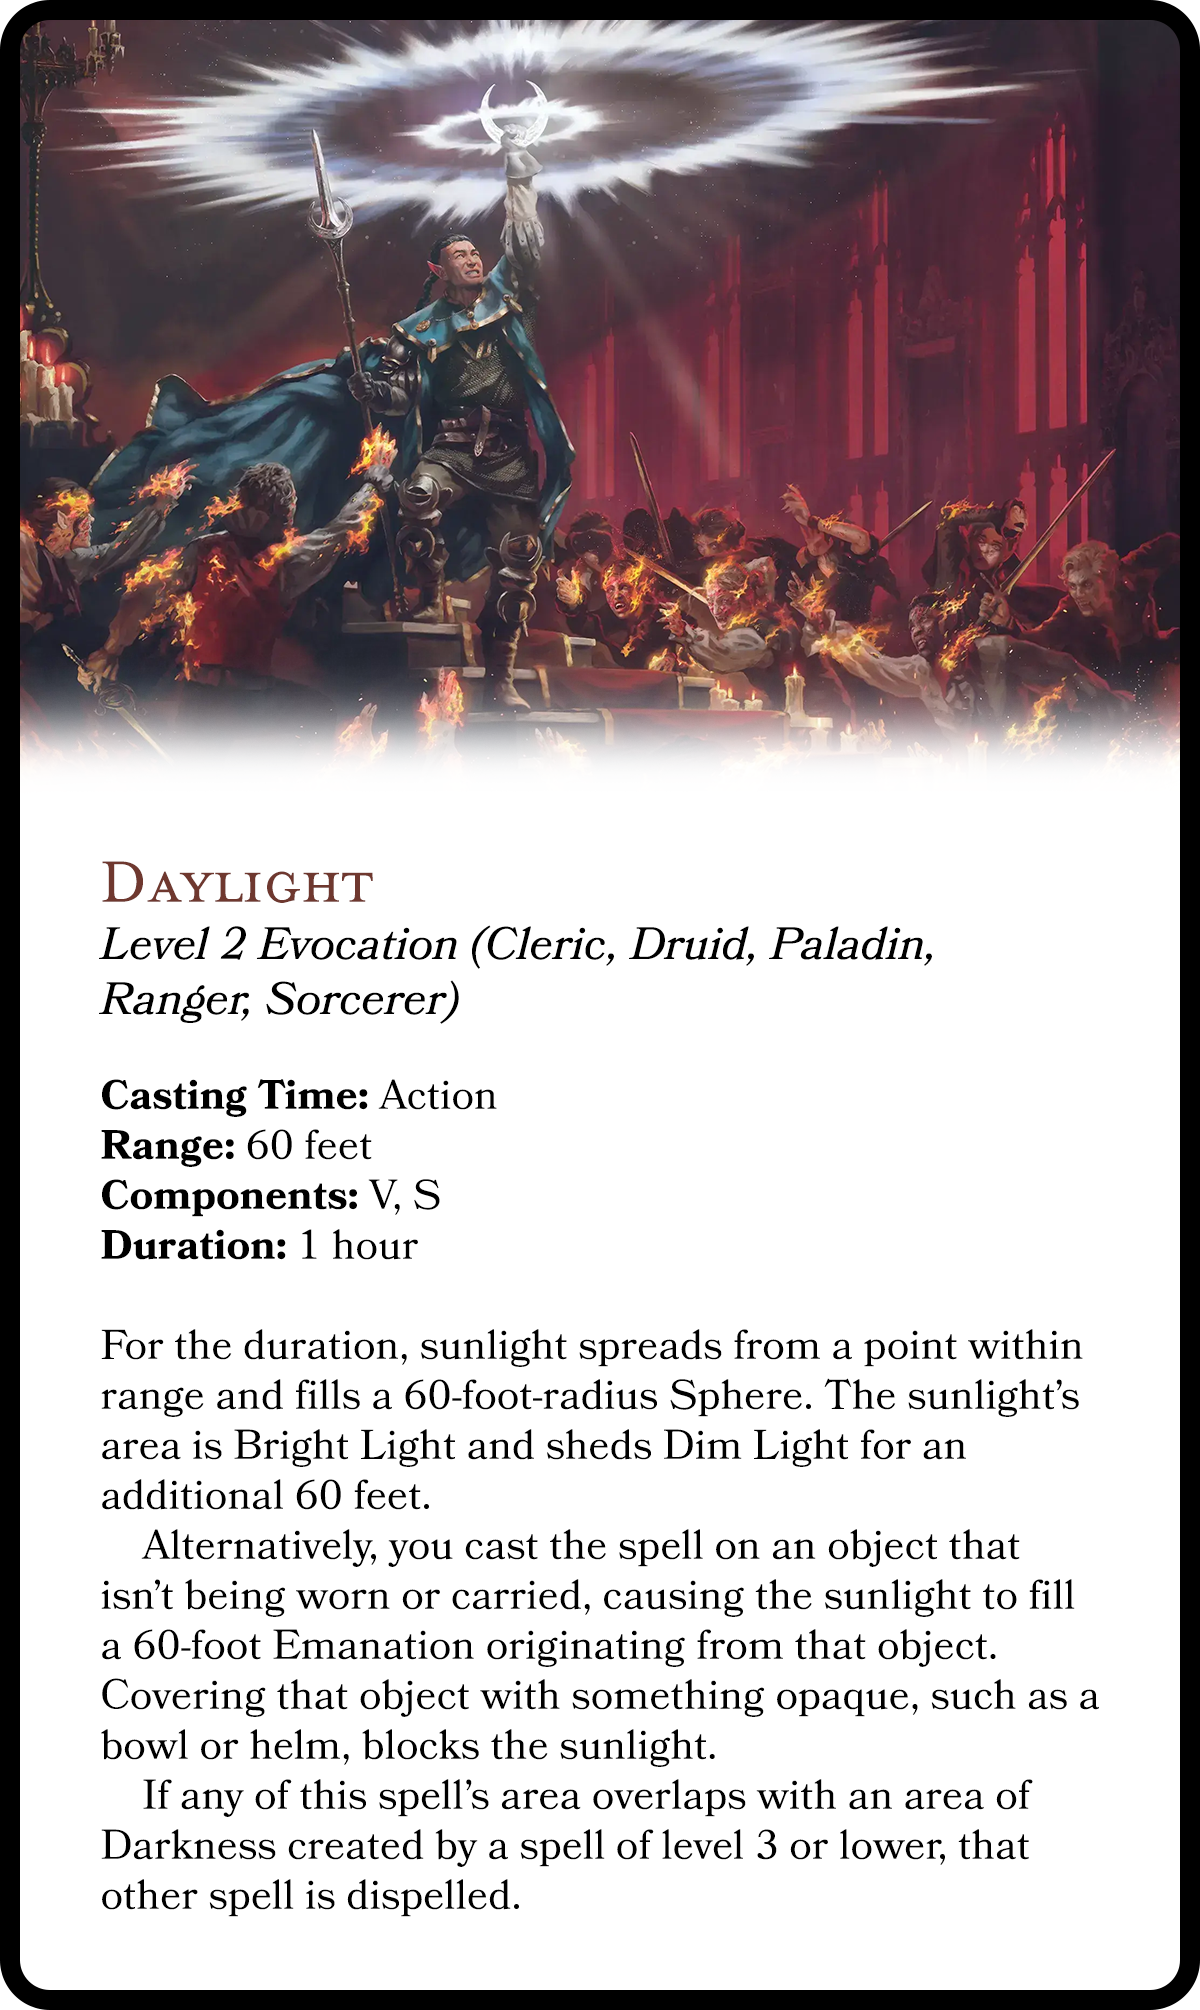 Daylight
Level 2 Evocation (Cleric, Druid, Paladin,
Ranger, Sorcerer)
Casting Time: Action
Range: 60 feet
Components: V, S
Duration: 1 hour
For the duration, sunlight spreads from a point within
range and fills a 60-foot-radius Sphere. The sunlight’s
area is Bright Light and sheds Dim Light for an
additional 60 feet.
Alternatively, you cast the spell on an object that
isn’t being worn or carried, causing the sunlight to fill
a 60-foot Emanation originating from that object.
Covering that object with something opaque, such as a
bowl or helm, blocks the sunlight.
If any of this spell’s area overlaps with an area of
Darkness created by a spell of level 3 or lower, that
other spell is dispelled.